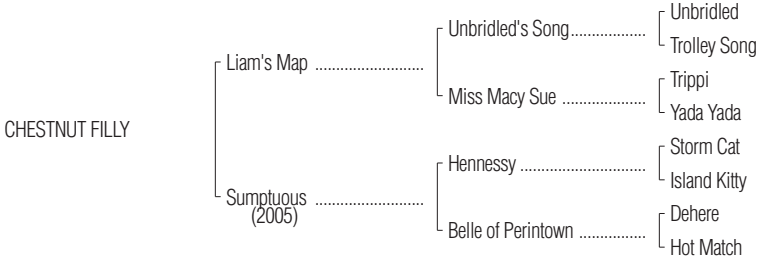 Unbridled
Unbridled's Song..................
Trolley Song
Liam's Map ..........................
Trippi
Miss Macy Sue ....................
Yada Yada
CHESTNUT FILLY
Storm Cat
Hennessy ..............................
Island Kitty
Sumptuous ..........................
(2005)
Dehere
Belle of Perintown ................
Hot Match